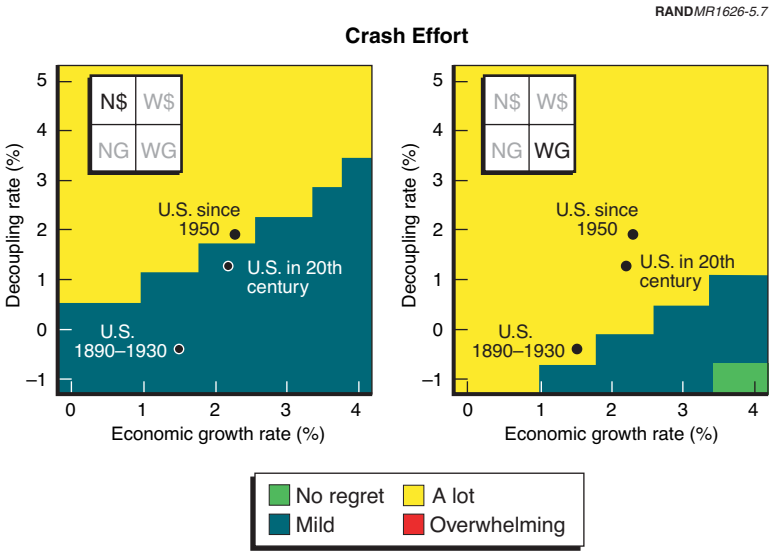 RANDMR1626-5.7
Crash Effort
5
4
3
2
1
0
–1
Decoupling rate (%)
N$ W$
NG WG
U.S. since
1950
U.S. in 20th
century
U.S.
1890–1930
0 1 2 3 4
Economic growth rate (%)
5
4
3
2
1
0
–1
Decoupling rate (%)
N$ W$
NG WG
U.S. since
1950
U.S. in 20th
century
U.S.
1890–1930
0 1 2 3 4
Economic growth rate (%)
No regret A lot
Mild Overwhelming